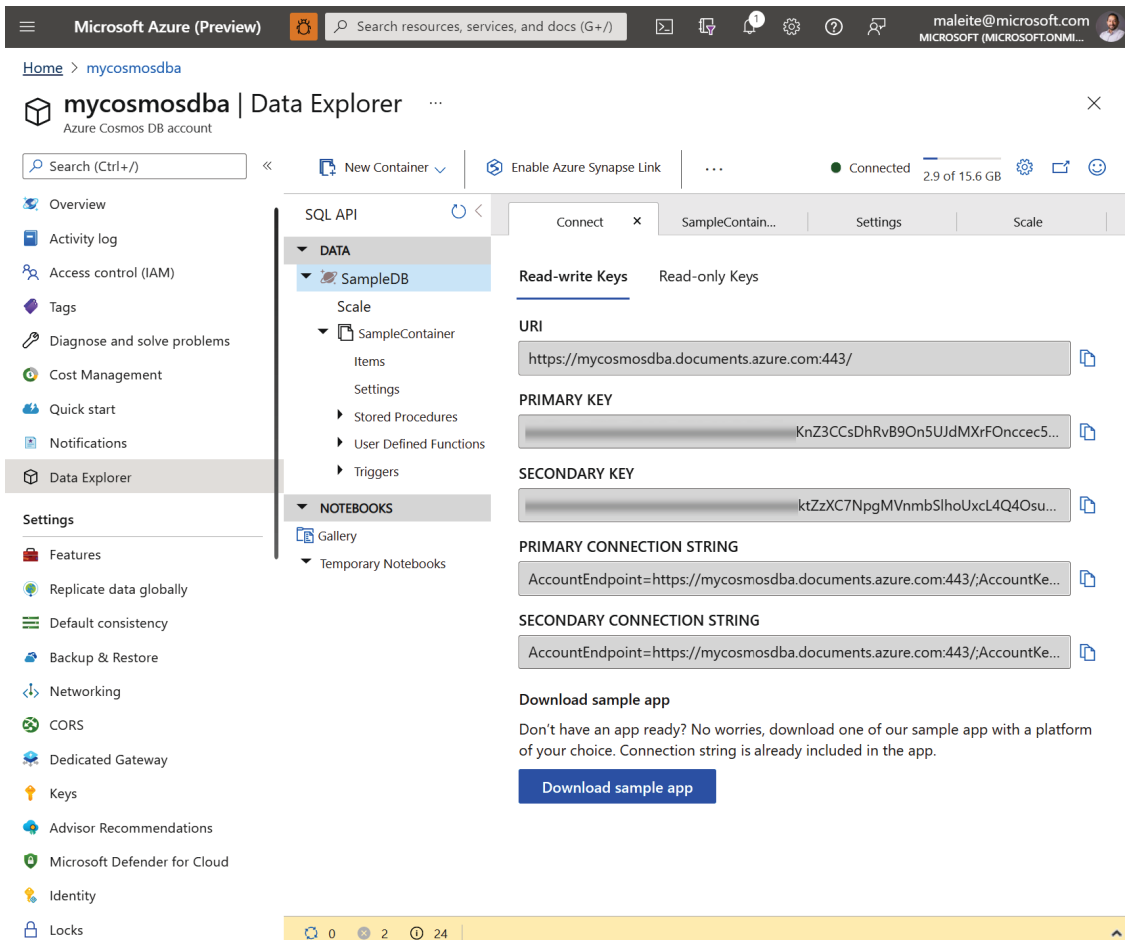 Microsoft Azure (Preview)
Search resources, services, and docs (G+/)
1
maleite@microsoft.com
MICROSOFT (MICROSOFT.ONMI...
Home > mycosmosdba
mycosmosdba | Data Explorer ...
Azure Cosmos DB account
Search (Ctrl+/)
«
Overview
Activity log
Access control (IAM)
Tags
Diagnose and solve problems
Cost Management
Quick start
Notifications
Data Explorer
Settings
Features
Replicate data globally
Default consistency
Backup & Restore
Networking
CORS
Dedicated Gateway
Keys
Advisor Recommendations
Microsoft Defender for Cloud
Identity
Locks
New Container
Enable Azure Synapse Link
...
Connected
2.9 of 15.6 GB
SQL API
DATA
SampleDB
Scale
SampleContainer
Items
Settings
Stored Procedures
User Defined Functions
Triggers
NOTEBOOKS
Gallery
Temporary Notebooks
Connect
SampleContain...
Settings
Scale
Read-write Keys
Read-only Keys
URI
https://mycosmosdba.documents.azure.com:443/
PRIMARY KEY
KnZ3CCsDhRvB9On5UJdMXrFOnccec5...
SECONDARY KEY
ktZzXC7NpgMVnmbSlhoUxcL4Q4Osu...
PRIMARY CONNECTION STRING
AccountEndpoint=https://mycosmosdba.documents.azure.com:443/;AccountKe...
SECONDARY CONNECTION STRING
AccountEndpoint=https://mycosmosdba.documents.azure.com:443/;AccountKe...
Download sample app
Don't have an app ready? No worries, download one of our sample app with a platform
of your choice. Connection string is already included in the app.
Download sample app
0 2 24